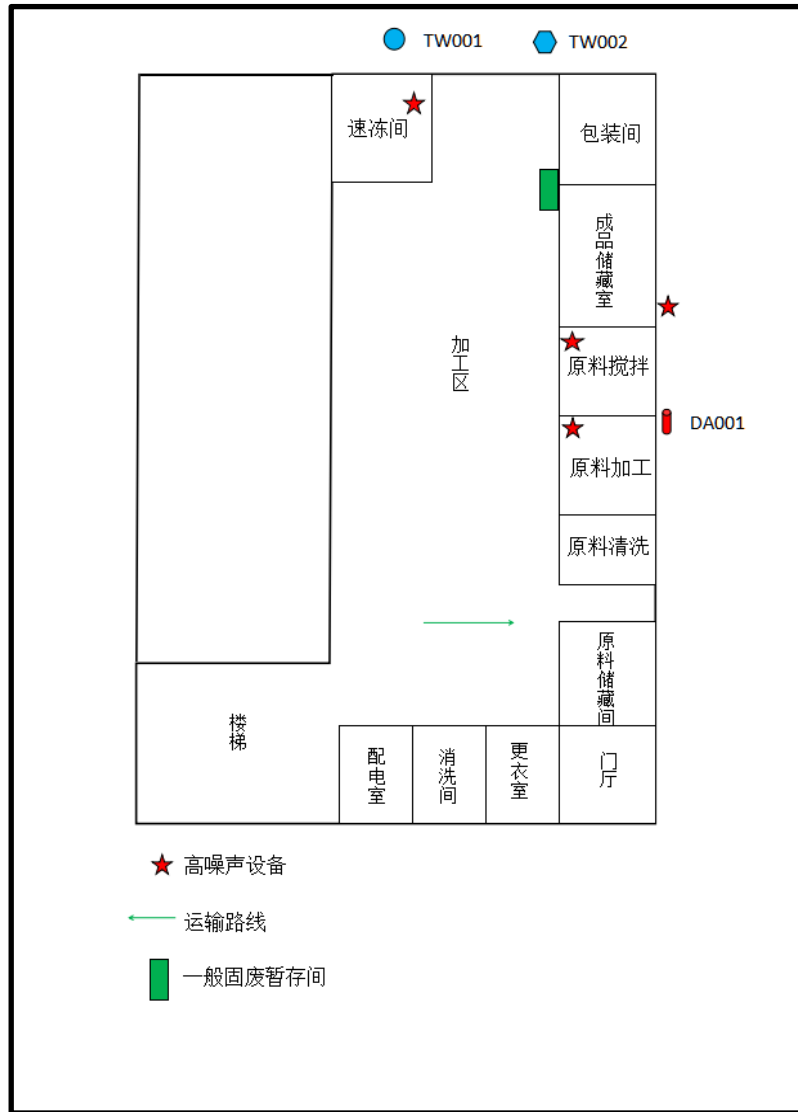 TW001
TW002
速冻间
包装间
成品储藏室
加工区
原料搅拌
DA001
原料加工
原料清洗
原料储藏间
楼梯
配电室
消洗间
更衣室
门厅
高噪声设备
运输路线
一般固废暂存间